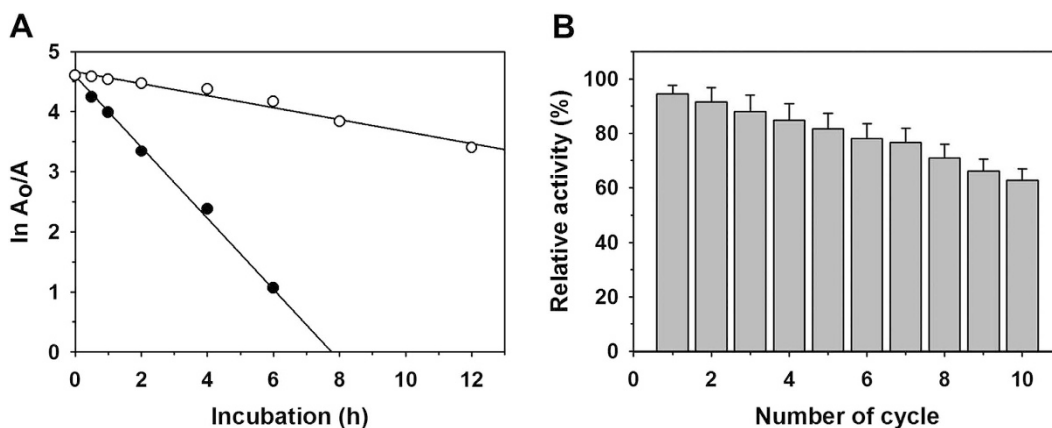 A
5
4
3
2
1
0
ln A0/A
0 2 4 6 8 10 12
Incubation (h)
B
100
80
60
40
20
0
Relative activity (%)
0 2 4 6 8 10
Number of cycle